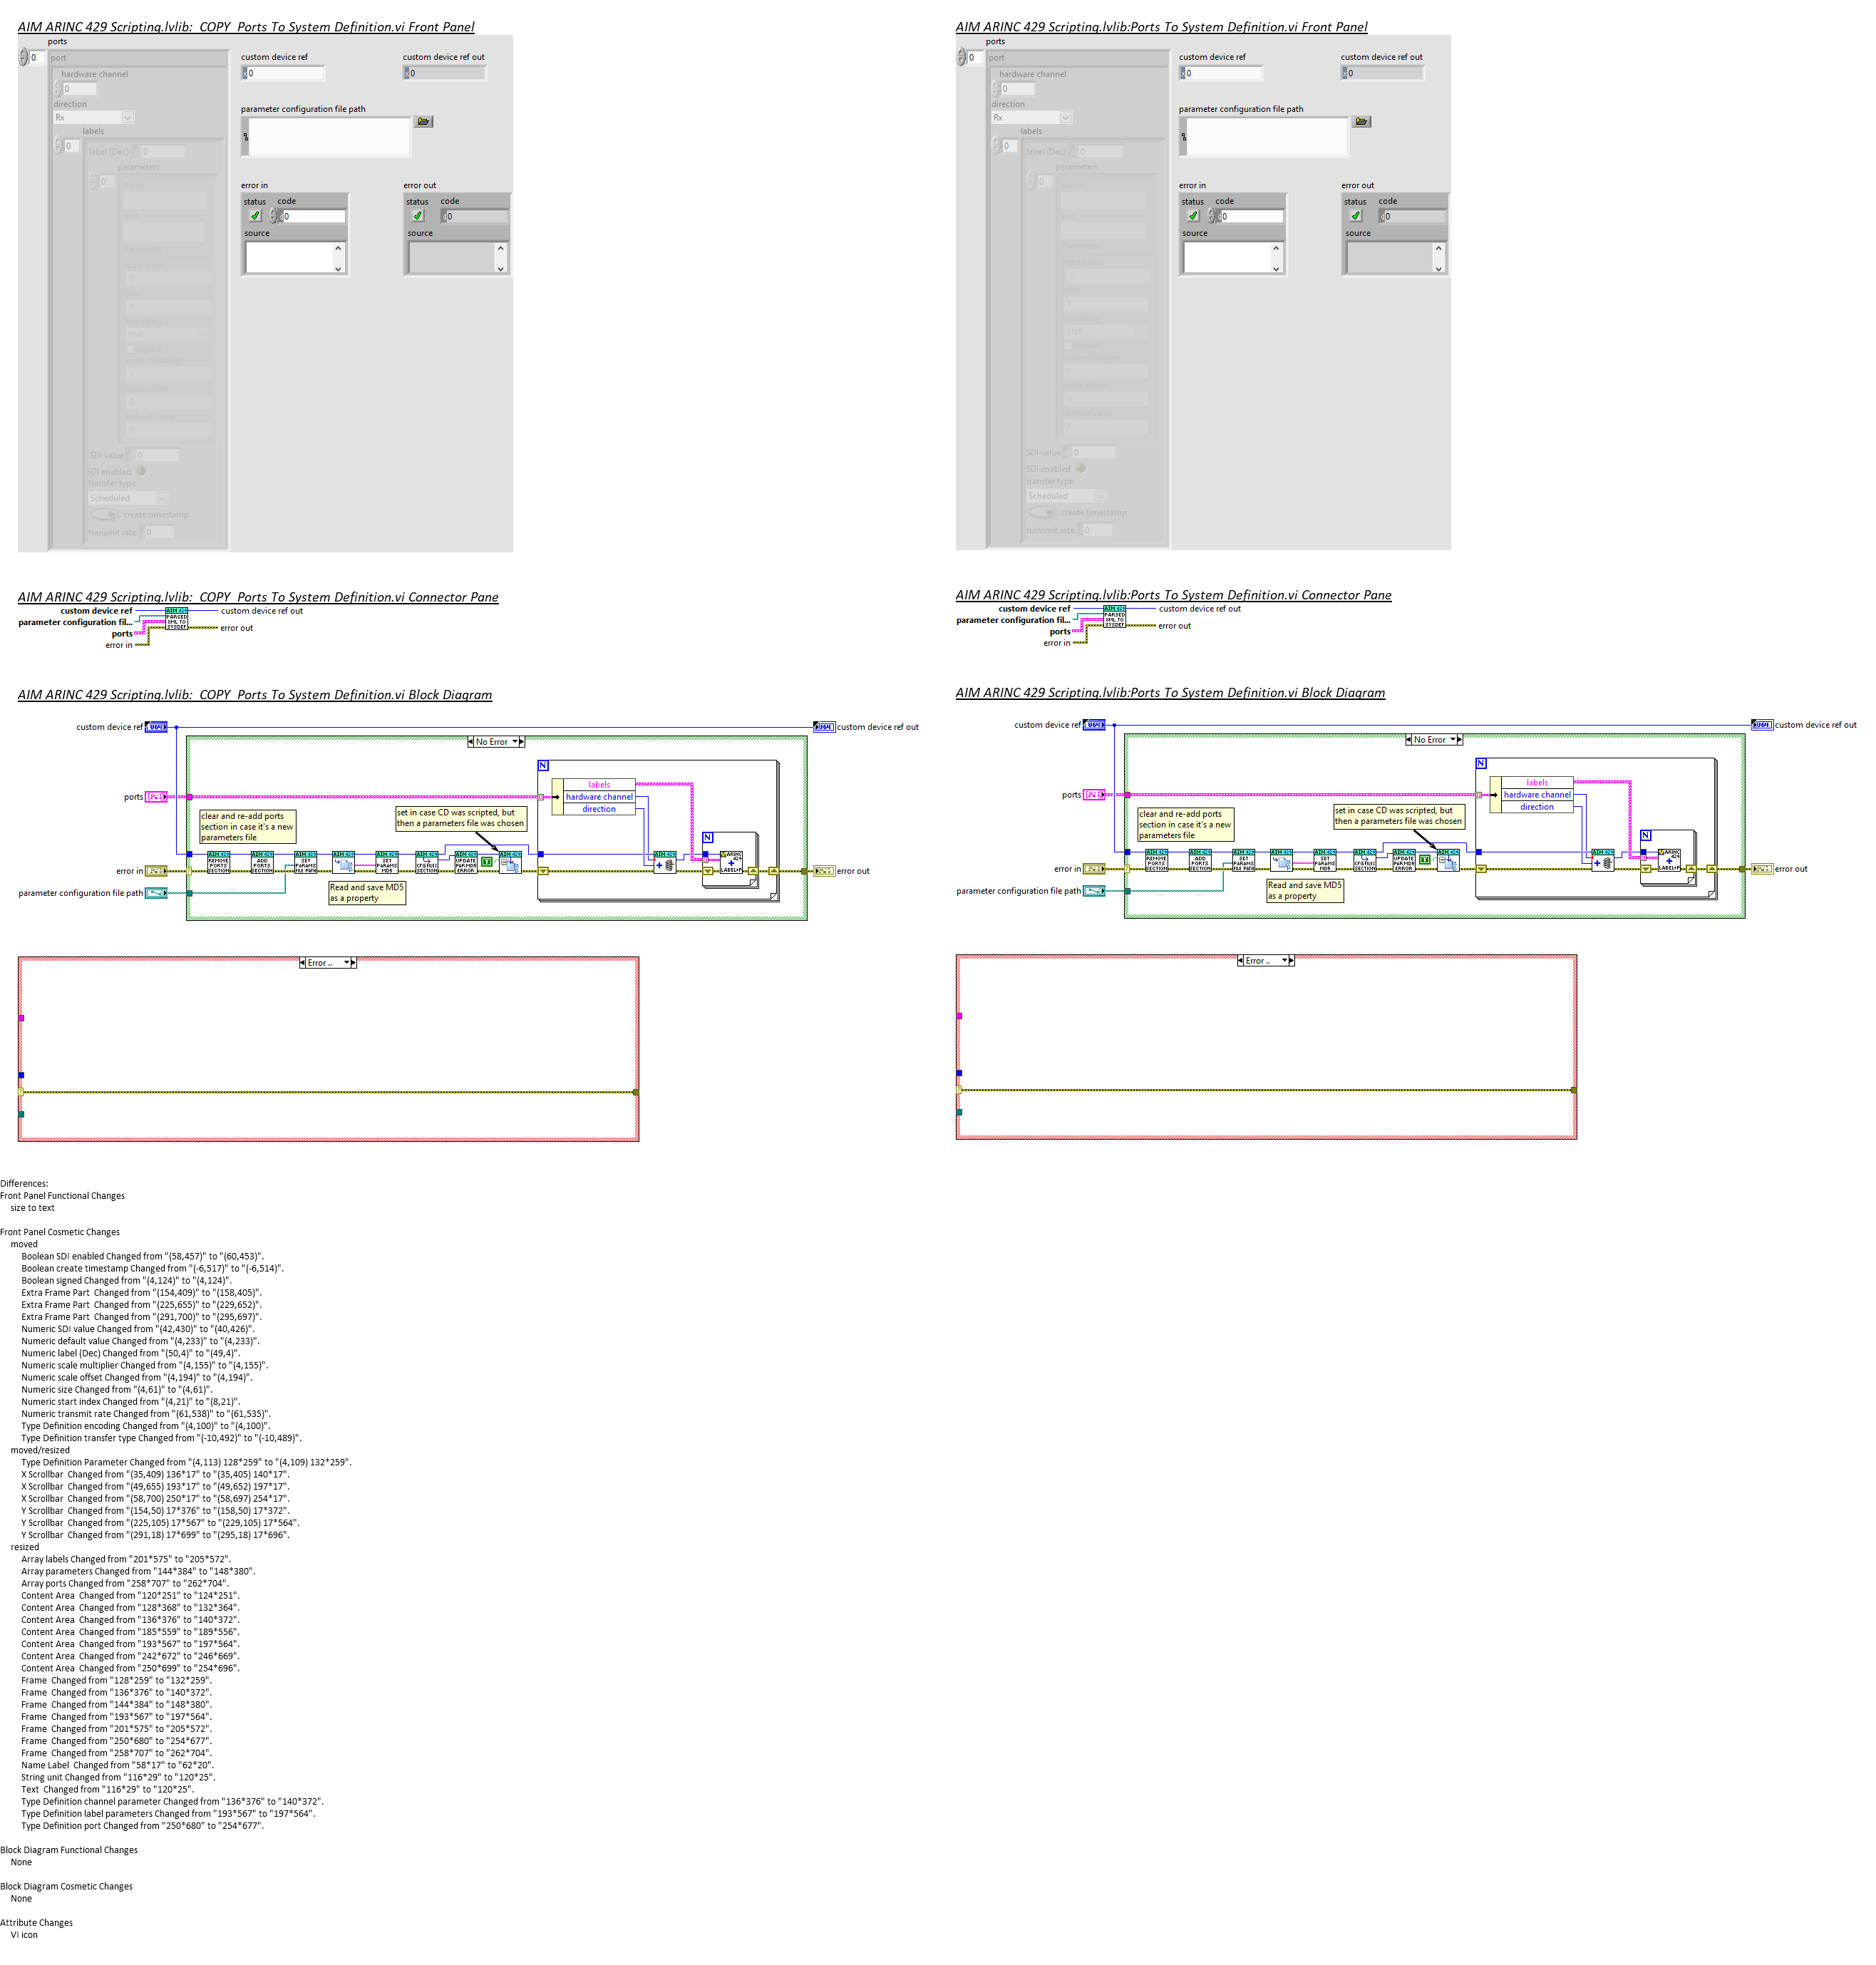 AIM ARINC 429 Scripting.lvlib:  COPY  Ports To System Definition.vi Front Panel
ports
0
port
hardware channel
0
direction
Rx
labels
0
label (Dec)
0
parameters
0
BNR
SDI value
0
SDI enabled
transfer type
Scheduled
create timestamp
transmit rate
0
custom device ref
0
custom device ref out
0
parameter configuration file path
error in
status
code
0
source
error out
status
code
0
source
AIM ARINC 429 Scripting.lvlib:Ports To System Definition.vi Front Panel
ports
0
port
hardware channel
0
direction
Rx
labels
0
label (Dec)
0
parameters
0
BNR
SDI value
0
SDI enabled
transfer type
Scheduled
create timestamp
transmit rate
0
custom device ref
0
custom device ref out
0
parameter configuration file path
error in
status
code
0
source
error out
status
code
0
source
AIM ARINC 429 Scripting.lvlib:  COPY  Ports To System Definition.vi Connector Pane
custom device ref
parameter configuration fil...
ports
error in
AIM 429
PARSED
XML TO
SYSDEF
custom device ref out
error out
AIM ARINC 429 Scripting.lvlib:Ports To System Definition.vi Connector Pane
custom device ref
parameter configuration fil...
ports
error in
AIM 429
PARSED
XML TO
SYSDEF
custom device ref out
error out
AIM ARINC 429 Scripting.lvlib:  COPY  Ports To System Definition.vi Block Diagram
custom device ref
custom device ref out
No Error
N
labels
hardware channel
direction
ports
clear and re-add ports
section in case it's a new
parameters file
set in case CD was scripted, but
then a parameters file was chosen
N
error in
REMOVE
PORTS
SECTION
ADD
PORTS
SECTION
SET
PARAMS
FILE PATH
SET
PARAMS
MD5
CFGFILES
SECTION
UPDATE
PARMDS
ERROR
T
ARINC
429
LABEL+P
error out
parameter configuration file path
Read and save MD5
as a property
Error ..
AIM ARINC 429 Scripting.lvlib:Ports To System Definition.vi Block Diagram
custom device ref
custom device ref out
No Error
N
labels
hardware channel
direction
ports
clear and re-add ports
section in case it's a new
parameters file
set in case CD was scripted, but
then a parameters file was chosen
N
error in
REMOVE
PORTS
SECTION
ADD
PORTS
SECTION
SET
PARAMS
FILE PATH
SET
PARAMS
MD5
CFGFILES
SECTION
UPDATE
PARMDS
ERROR
T
ARINC
429
LABEL+P
error out
parameter configuration file path
Read and save MD5
as a property
Error ..
Differences:
Front Panel Functional Changes
size to text
Front Panel Cosmetic Changes
moved
Boolean SDI enabled Changed from "(58,457)" to "(60,453)".
Boolean create timestamp Changed from "(-6,517)" to "(-6,514)".
Boolean signed Changed from "(4,124)" to "(4,124)".
Extra Frame Part  Changed from "(154,409)" to "(158,405)".
Extra Frame Part  Changed from "(225,655)" to "(229,652)".
Extra Frame Part  Changed from "(291,700)" to "(295,697)".
Numeric SDI value Changed from "(42,430)" to "(40,426)".
Numeric default value Changed from "(4,233)" to "(4,233)".
Numeric label (Dec) Changed from "(50,4)" to "(49,4)".
Numeric scale multiplier Changed from "(4,155)" to "(4,155)".
Numeric scale offset Changed from "(4,194)" to "(4,194)".
Numeric size Changed from "(4,61)" to "(4,61)".
Numeric start index Changed from "(4,21)" to "(8,21)".
Numeric transmit rate Changed from "(61,538)" to "(61,535)".
Type Definition encoding Changed from "(4,100)" to "(4,100)".
Type Definition transfer type Changed from "(-10,492)" to "(-10,489)".
moved/resized
Type Definition Parameter Changed from "(4,113) 128*259" to "(4,109) 132*259".
X Scrollbar  Changed from "(35,409) 136*17" to "(35,405) 140*17".
X Scrollbar  Changed from "(49,655) 193*17" to "(49,652) 197*17".
X Scrollbar  Changed from "(58,700) 250*17" to "(58,697) 254*17".
Y Scrollbar  Changed from "(154,50) 17*376" to "(158,50) 17*372".
Y Scrollbar  Changed from "(225,105) 17*567" to "(229,105) 17*564".
Y Scrollbar  Changed from "(291,18) 17*699" to "(295,18) 17*696".
resized
Array labels Changed from "201*575" to "205*572".
Array parameters Changed from "144*384" to "148*380".
Array ports Changed from "258*707" to "262*704".
Content Area  Changed from "120*251" to "124*251".
Content Area  Changed from "128*368" to "132*364".
Content Area  Changed from "136*376" to "140*372".
Content Area  Changed from "185*559" to "189*556".
Content Area  Changed from "193*567" to "197*564".
Content Area  Changed from "242*672" to "246*669".
Content Area  Changed from "250*699" to "254*696".
Frame  Changed from "128*259" to "132*259".
Frame  Changed from "136*376" to "140*372".
Frame  Changed from "144*384" to "148*380".
Frame  Changed from "193*567" to "197*564".
Frame  Changed from "201*575" to "205*572".
Frame  Changed from "250*680" to "254*677".
Frame  Changed from "258*707" to "262*704".
Name Label  Changed from "58*17" to "62*20".
String unit Changed from "116*29" to "120*25".
Text  Changed from "116*29" to "120*25".
Type Definition channel parameter Changed from "136*376" to "140*372".
Type Definition label parameters Changed from "193*567" to "197*564".
Type Definition port Changed from "250*680" to "254*677".
Block Diagram Functional Changes
None
Block Diagram Cosmetic Changes
None
Attribute Changes
VI icon